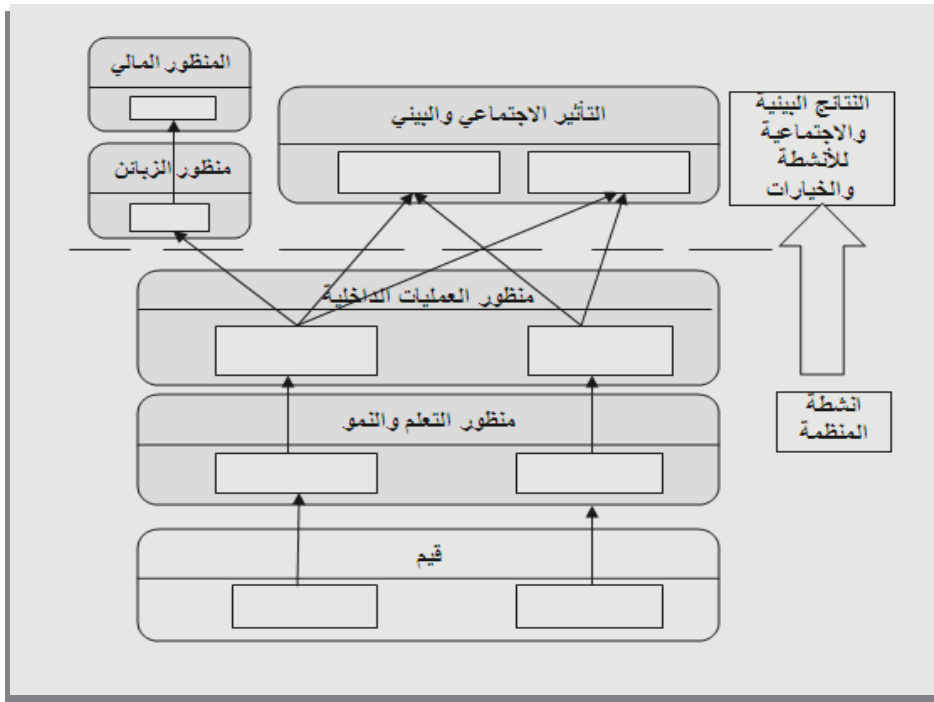 المنظور المالي
منظور الزبائن
التأثير الاجتماعي والبيئي
النتائج البيئية
والاجتماعية
للأنشطة
والخيارات
منظور العمليات الداخلية
منظور التعلم والنمو
انشطة
المنظمة
قيم